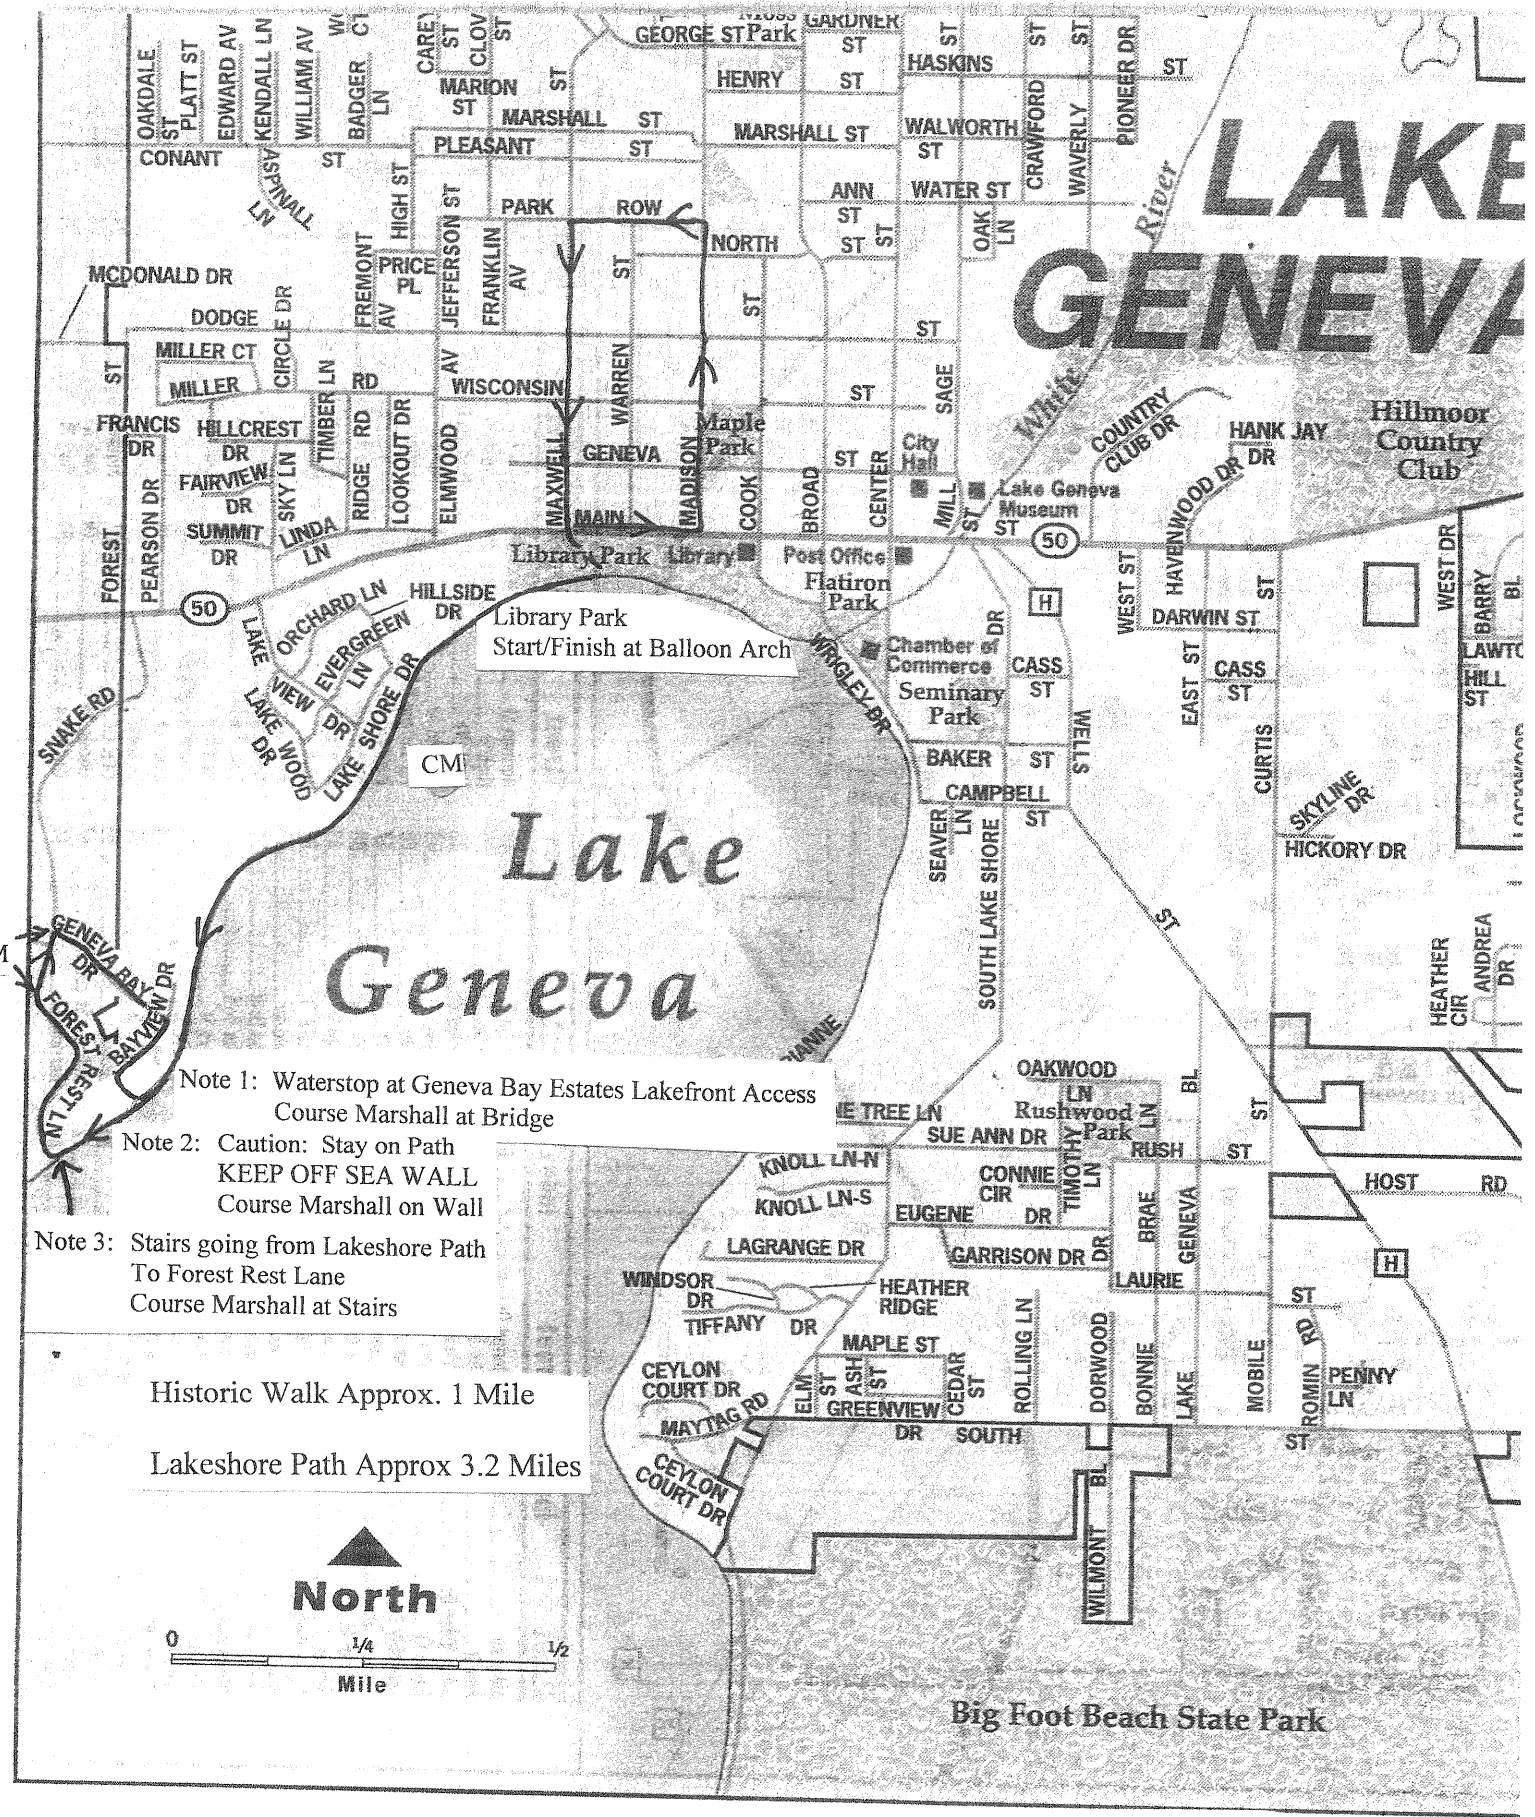 LAKE
GENEVA
Lake
Geneva
OAKDALE
ST
PLATT ST
EDWARD AV
KENDALL LN
WILLIAM AV
BADGER CT
LN
CAREY
ST
CLOV
ST
MARION
ST
ST
GEORGE ST
Moss
Park
GARDNER
ST
HENRY
ST
ST
HASKINS
ST
ST
ST
PIONEER DR
CRAWFORD
WAVERLY
MARSHALL ST
PLEASANT ST
MARSHALL ST
WALWORTH
ST
CONANT
ST
ASPINALL
LN
HIGH ST
JEFFERSON ST
ANN
ST
WATER ST
OAK
LN
PARK ROW
NORTH
ST
ST
FRANKLIN
AV
ST
ST
White River
MCDONALD DR
FREMONT
AV
PRICE
PL
DODGE
ST
CIRCLE DR
MILLER CT
MILLER
RD
ST
TIMBER LN
AV
WISCONSIN
ST
WARREN
SAGE
FRANCIS
DR
HILLCREST
DR
FAIRVIEW
DR
SUMMIT
DR
SKY LN
LINDA
LN
RIDGE RD
LOOKOUT DR
ELMWOOD
MAXWELL
GENEVA
ST
MADISON
Maple
Park
COOK
BROAD
CENTER
City
Hall
MILL
ST
Lake Geneva
Museum
COUNTRY
CLUB DR
HANK JAY
DR
HAVENWOOD DR
Hillmoor
Country
Club
FOREST
PEARSON DR
MAIN
ST
50
Library Park
Library
Post Office
Flatiron
Park
50
H
WEST ST
DARWIN ST
ST
WEST DR
BARRY
BL
LAWTO
HILL
ST
LAKE
VIEW
DR
ORCHARD LN
EVERGREEN
LN
HILLSIDE
DR
LAKE SHORE DR
LAKE WOOD
DR
Library Park
Start/Finish at Balloon Arch
WRIGLEY DR
Chamber of
Commerce
Seminary
Park
DR
CASS
ST
EAST ST
CASS
ST
SNAKE RD
CM
BAKER
ST
WELLS
CURTIS
CAMPBELL
ST
SEAVER
LN
SOUTH LAKE SHORE
SKYLINE
DR
HICKORY DR
LOCKWOOD
ST
HEATHER
CIR
ANDREA
DR
M
GENEVA BAY
DR
BAYVIEW DR
FOREST REST LN
IANNE
Note 1: Waterstop at Geneva Bay Estates Lakefront Access
Course Marshall at Bridge
Note 2: Caution: Stay on Path
KEEP OFF SEA WALL
Course Marshall on Wall
Note 3: Stairs going from Lakeshore Path
To Forest Rest Lane
Course Marshall at Stairs
NE TREE LN
OAKWOOD
LN
Rushwood
Park
SUE ANN DR
TIMOTHY
LN
LN
RUSH
ST
BL
ST
KNOLL LN-N
KNOLL LN-S
CONNIE
CIR
EUGENE
DR
LAGRANGE DR
GARRISON DR
DR
BRAE
GENEVA
HOST
RD
H
WINDSOR
DR
HEATHER
RIDGE
LAURIE
ST
TIFFANY DR
MAPLE ST
ROLLING LN
DORWOOD
BONNIE
LAKE
MOBILE
ROMIN RD
PENNY
LN
CEYLON
COURT DR
MAYTAG RD
ELM
ST
ASH
ST
CEDAR
ST
GREENVIEW
DR
SOUTH
ST
CEYLON
COURT DR
BL
WILMONT
Historic Walk Approx. 1 Mile
Lakeshore Path Approx 3.2 Miles
North
0
1/4
1/2
Mile
Big Foot Beach State Park